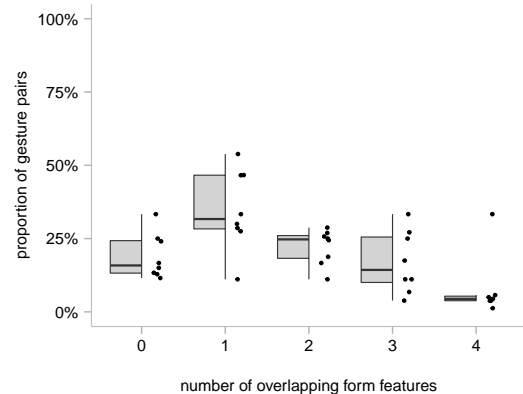 proportion of gesture pairs
100%
75%
50%
25%
0%
0 1 2 3 4
number of overlapping form features